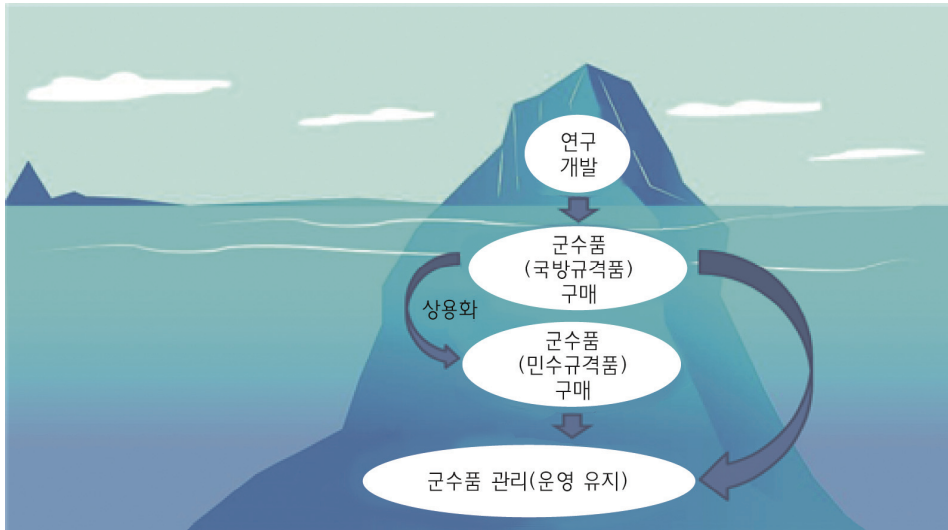 연구
개발
군수품
(국방규격품)
구매
상용화
군수품
(민수규격품)
구매
군수품 관리(운영 유지)